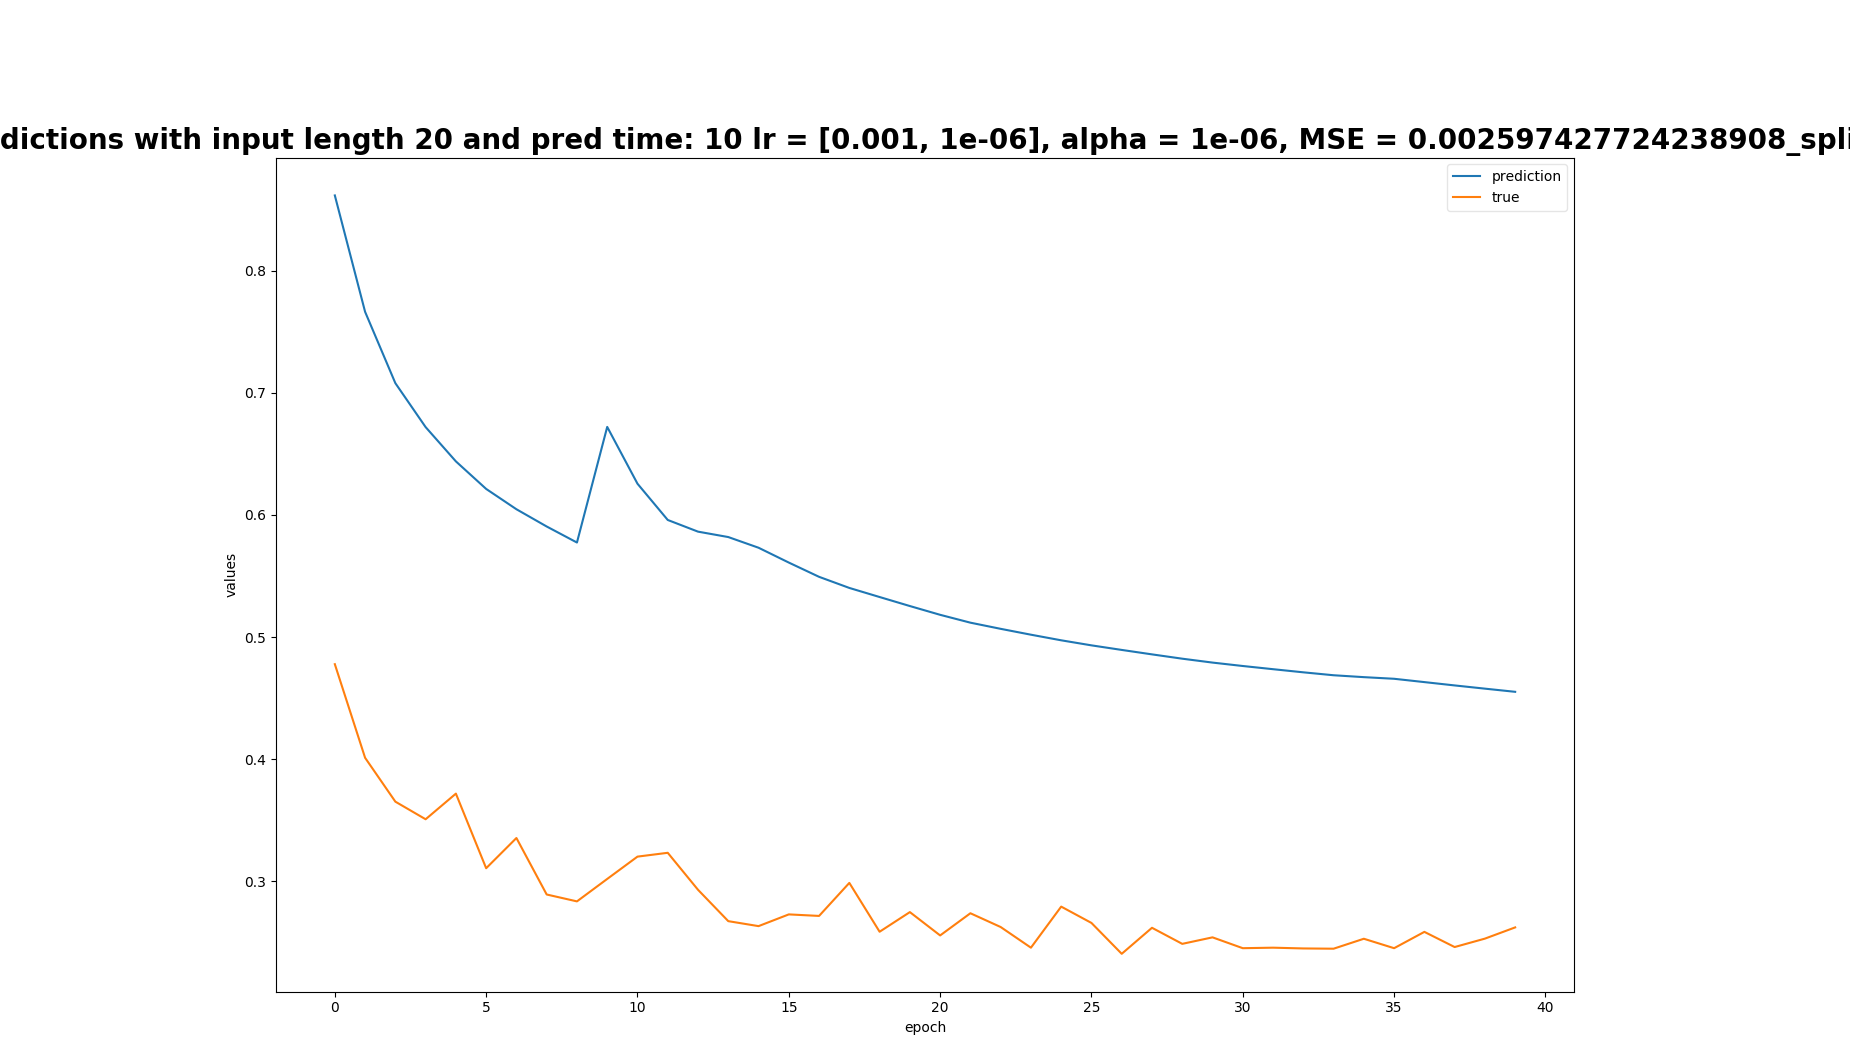 dictions with input length 20 and pred time: 10 lr = [0.001, 1e-06], alpha = 1e-06, MSE = 0.002597427724238908_spli
prediction
true
0.8
0.7
0.6
0.5
0.4
0.3
values
0 5 10 15 20 25 30 35 40
epoch